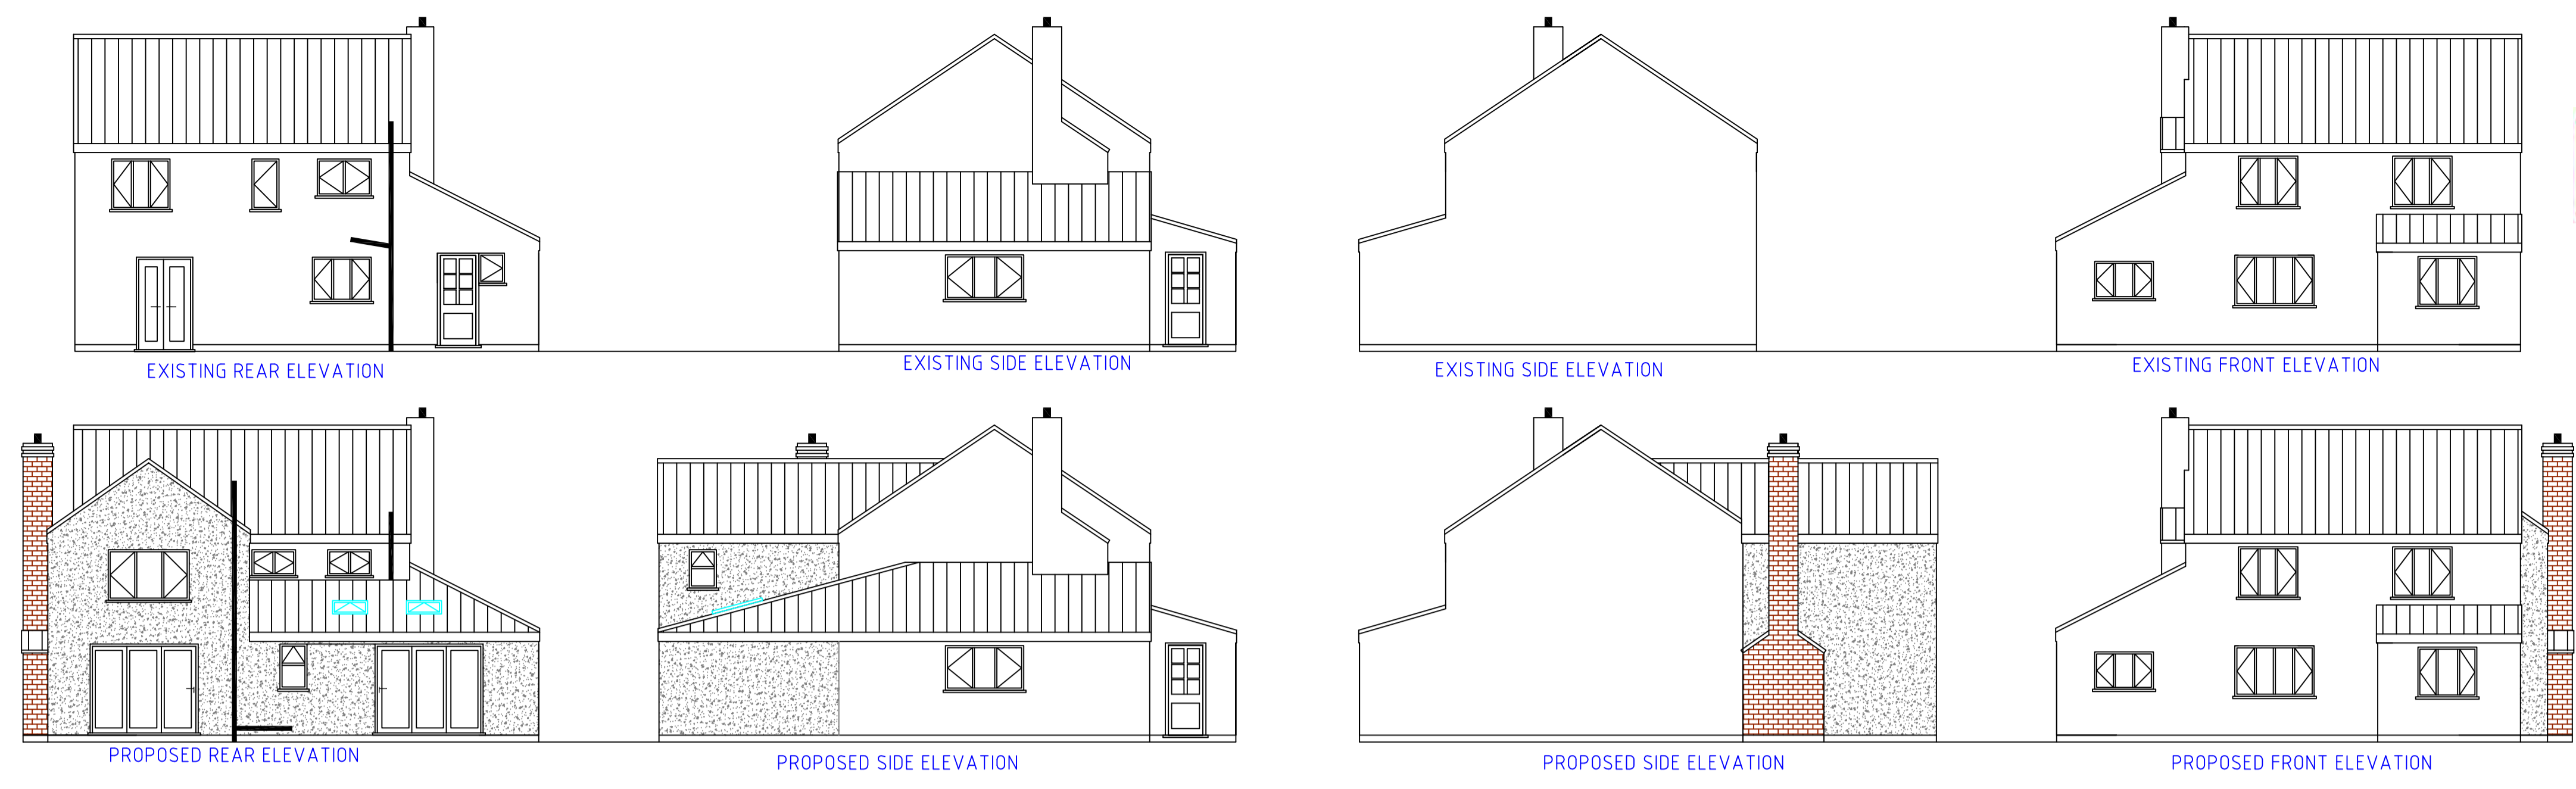 EXISTING REAR ELEVATION
EXISTING SIDE ELEVATION
EXISTING SIDE ELEVATION
EXISTING FRONT ELEVATION
PROPOSED REAR ELEVATION
PROPOSED SIDE ELEVATION
PROPOSED SIDE ELEVATION
PROPOSED FRONT ELEVATION